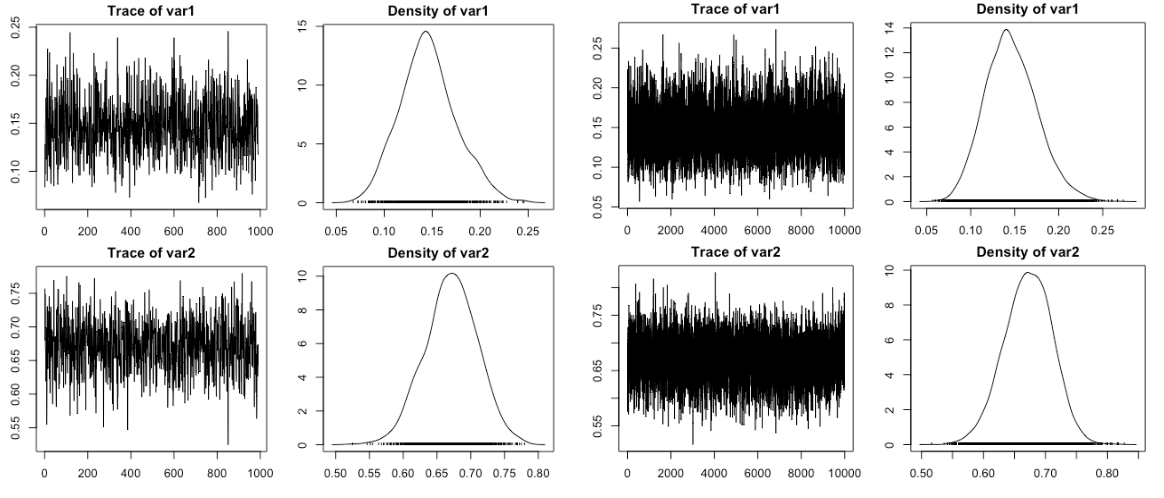 Trace of var1
0.10 0.15 0.20 0.25
0 200 400 600 800 1000
Density of var1
0 5 10 15
0.05 0.10 0.15 0.20 0.25
Trace of var1
0.05 0.10 0.15 0.20 0.25
0 2000 4000 6000 8000 10000
Density of var1
0 2 4 6 8 10 12 14
0.05 0.10 0.15 0.20 0.25
Trace of var2
0.55 0.60 0.65 0.70 0.75
0 200 400 600 800 1000
Density of var2
0 2 4 6 8 10
0.50 0.55 0.60 0.65 0.70 0.75 0.80
Trace of var2
0.55 0.65 0.75
0 2000 4000 6000 8000 10000
Density of var2
0 2 4 6 8 10
0.50 0.60 0.70 0.80